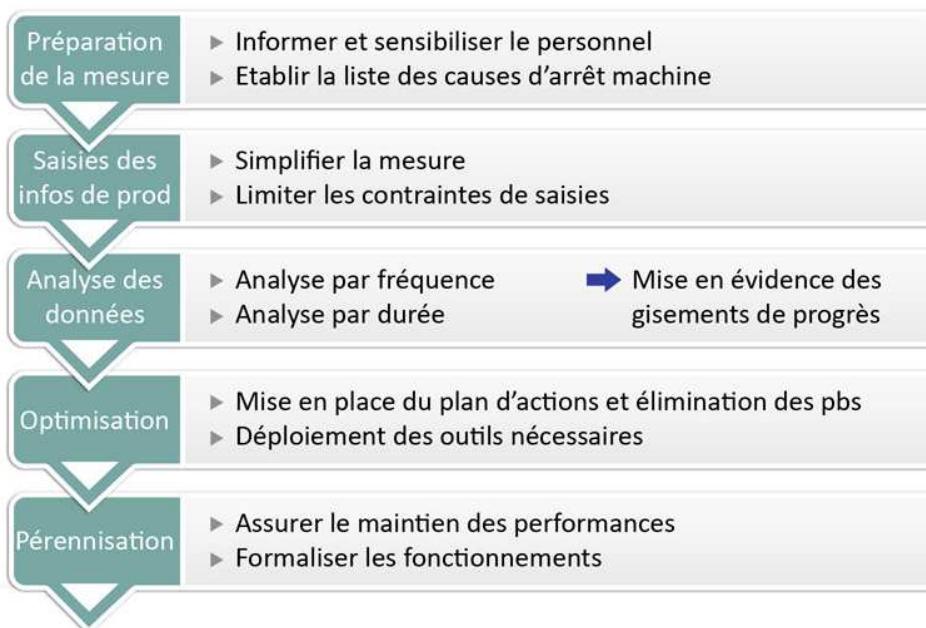 Préparation
de la mesure
▶ Informer et sensibiliser le personnel
▶ Etablir la liste des causes d'arrêt machine
Saisies des
infos de prod
▶ Simplifier la mesure
▶ Limiter les contraintes de saisies
Analyse des
données
▶ Analyse par fréquence
▶ Analyse par durée
Mise en évidence des
gisements de progrès
Optimisation
▶ Mise en place du plan d'actions et élimination des pbs
▶ Déploiement des outils nécessaires
Pérennisation
▶ Assurer le maintien des performances
▶ Formaliser les fonctionnements